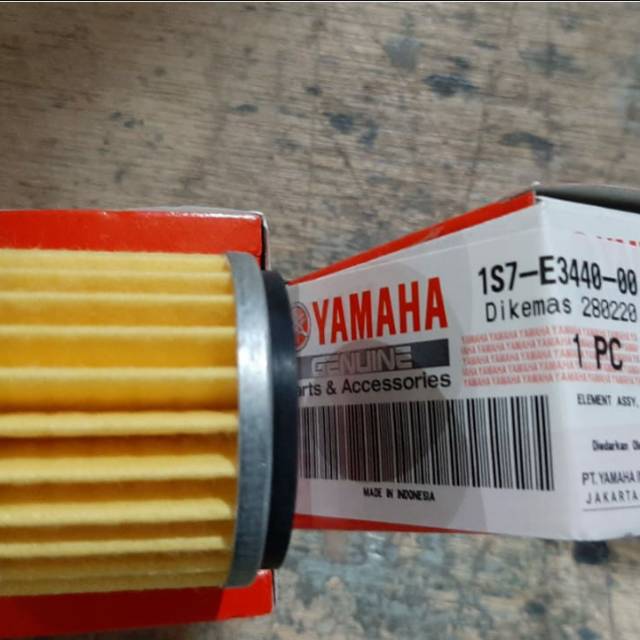 YAMAHA
GENUINE
Parts & Accessories
MADE IN INDONESIA
1S7-E3440-00
Dikemas 280220
1 PC
ELEMENT ASSY,
Diedarkan
PT. YAMAHA
JAKARTA